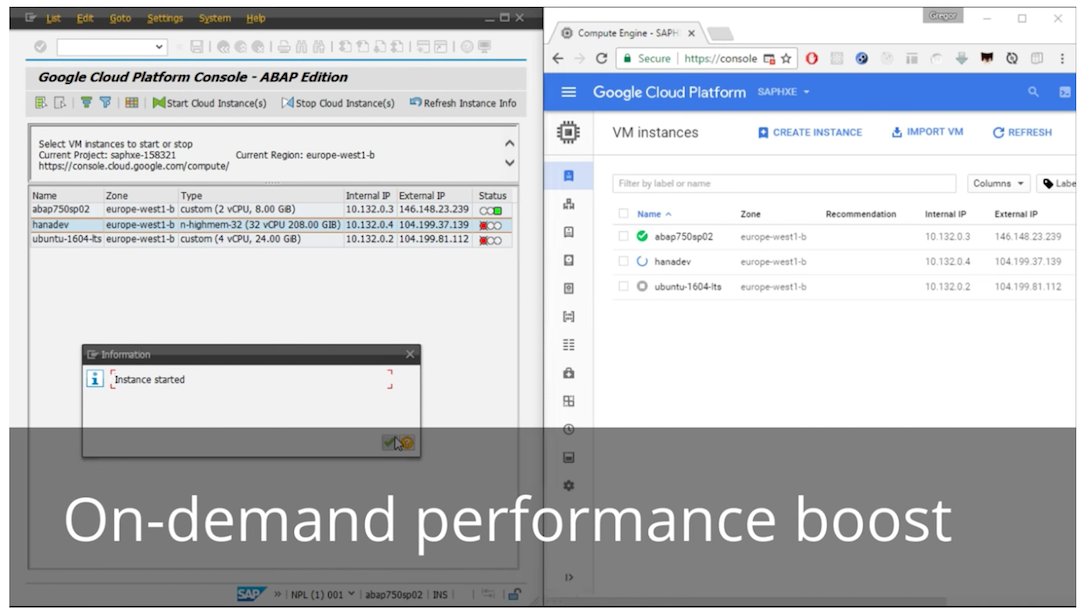 List Edit Goto Settings System Help
Google Cloud Platform Console - ABAP Edition
Start Cloud Instance(s) Stop Cloud Instance(s) Refresh Instance Info
Select VM instances to start or stop
Current Project: saphxe-158321 Current Region: europe-west1-b
https://console.cloud.google.com/compute/
Name Zone Type Internal IP External IP Status
abap750sp02 europe-west1-b custom (2 vCPU, 8.00 GiB) 10.132.0.3 146.148.23.239
hanadev europe-west1-b n-highmem-32 (32 vCPU 208.00 GIB) 10.132.0.4 104.199.37.139
ubuntu-1604-lts europe-west1-b custom (4 vCPU, 24.00 GiB) 10.132.0.2 104.199.81.112
Information
Instance started
SAP NPL (1) 001 abap750sp02 INS
Gregor
Compute Engine - SAPH
Secure https://console
Google Cloud Platform SAPHXE
VM instances CREATE INSTANCE IMPORT VM REFRESH
Filter by label or name Columns Labe
Name Zone Recommendation Internal IP External IP
abap750sp02 europe-west1-b 10.132.0.3 146.148.23.239
hanadev europe-west1-b 10.132.0.4 104.199.37.139
ubuntu-1604-lts europe-west1-b 10.132.0.2 104.199.81.112
On-demand performance boost